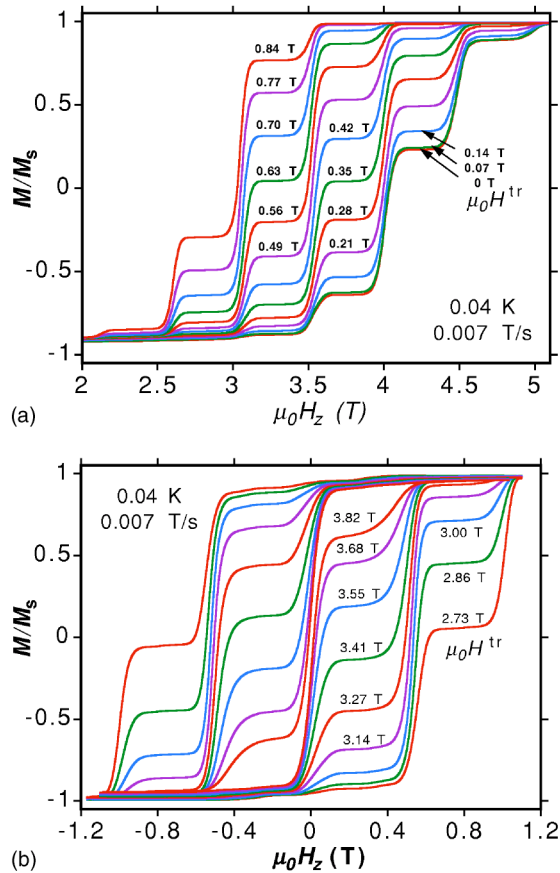 1
0.5
0
-0.5
-1
M/Ms
0.84 T
0.77 T
0.70 T
0.63 T
0.56 T
0.49 T
0.42 T
0.35 T
0.28 T
0.21 T
0.14 T
0.07 T
0 T
μ0H^tr
0.04 K
0.007 T/s
2 2.5 3 3.5 4 4.5 5
(a) μ0Hz (T)
1
0.5
0
-0.5
-1
M/Ms
0.04 K
0.007 T/s
3.82 T
3.68 T
3.55 T
3.41 T
3.27 T
3.14 T
3.00 T
2.86 T
2.73 T
μ0H^tr
-1.2 -0.8 -0.4 0 0.4 0.8 1.2
(b) μ0Hz (T)